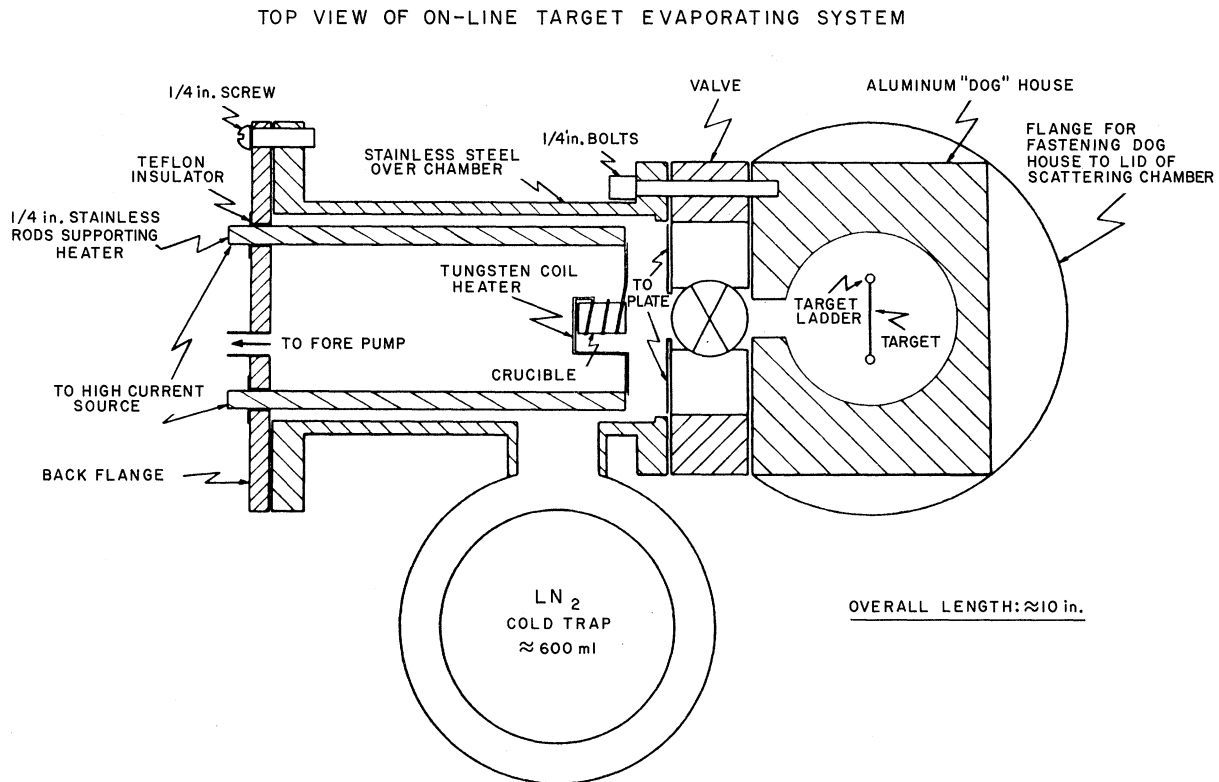 TOP VIEW OF ON-LINE TARGET EVAPORATING SYSTEM
1/4 in. SCREW
TEFLON
INSULATOR
1/4 in. STAINLESS
RODS SUPPORTING
HEATER
STAINLESS STEEL
OVER CHAMBER
1/4 in. BOLTS
VALVE
ALUMINUM "DOG" HOUSE
FLANGE FOR
FASTENING DOG
HOUSE TO LID OF
SCATTERING CHAMBER
TUNGSTEN COIL
HEATER
TO
PLATE
TARGET
LADDER
TARGET
TO FORE PUMP
CRUCIBLE
TO HIGH CURRENT
SOURCE
BACK FLANGE
LN2
COLD TRAP
≈ 600 ml
OVERALL LENGTH: ≈10 in.